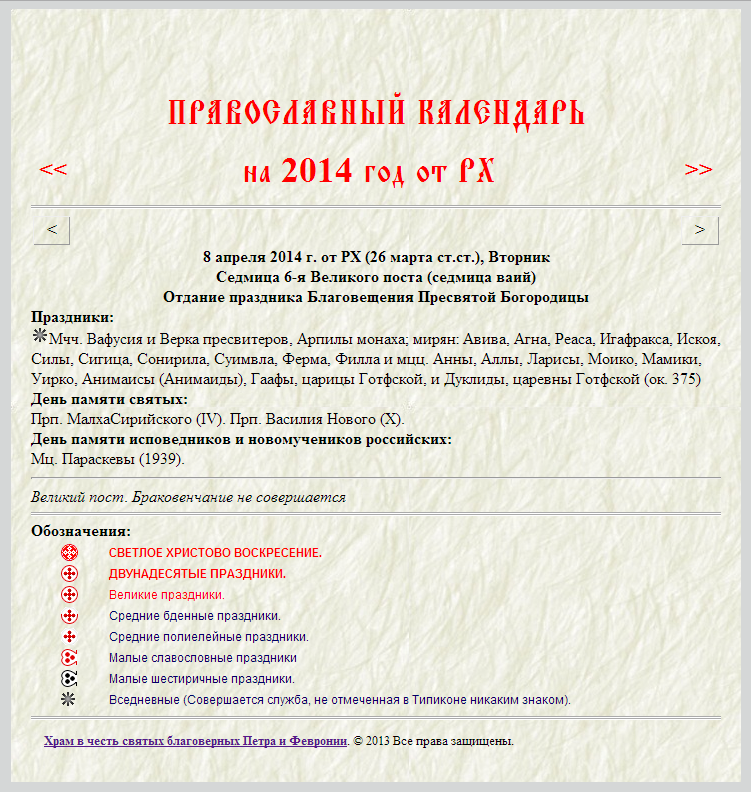 ПРАВОСЛАВНЫЙ КАЛЕНДАРЬ
<< на 2014 год от РХ >>
< >
8 апреля 2014 г. от РХ (26 марта ст.ст.), Вторник
Седмица 6-я Великого поста (седмица ваий)
Отдание праздника Благовещения Пресвятой Богородицы
Праздники:
Мчч. Вафусия и Верка пресвитеров, Арпилы монаха; мирян: Авива, Агна, Реаса, Игафракса, Искоя,
Силы, Сигица, Сонирила, Суимвла, Ферма, Филла и мцц. Анны, Аллы, Ларисы, Моико, Мамики,
Уирко, Анимаисы (Анимаиды), Гаафы, царицы Готфской, и Дуклиды, царевны Готфской (ок. 375)
День памяти святых:
Прп. МалхаСирийского (IV). Прп. Василия Нового (X).
День памяти исповедников и новомучеников российских:
Мц. Параскевы (1939).
Великий пост. Браковенчание не совершается
Обозначения:
СВЕТЛОЕ ХРИСТОВО ВОСКРЕСЕНИЕ.
ДВУНАДЕСЯТЫЕ ПРАЗДНИКИ.
Великие праздники.
Средние бденные праздники.
Средние полиелейные праздники.
Малые славословные праздники
Малые шестиричные праздники.
Вседневные (Совершается служба, не отмеченная в Типиконе никаким знаком).
Храм в честь святых благоверных Петра и Февронии. © 2013 Все права защищены.